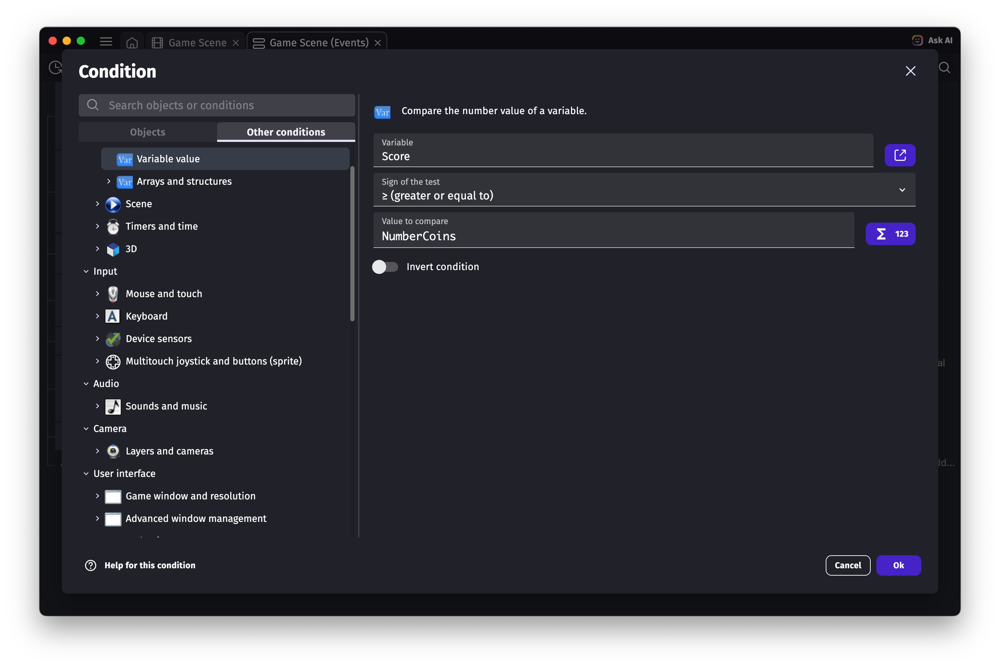 Game Scene
Game Scene (Events)
Ask AI
Condition
Search objects or conditions
Objects
Other conditions
Var Variable value
Var Arrays and structures
Scene
Timers and time
3D
Input
Mouse and touch
A Keyboard
Device sensors
Multitouch joystick and buttons (sprite)
Audio
Sounds and music
Camera
Layers and cameras
User interface
Game window and resolution
Advanced window management
Var Compare the number value of a variable.
Variable
Score
Sign of the test
≥ (greater or equal to)
Value to compare
NumberCoins
Σ 123
Invert condition
Help for this condition
Cancel
Ok